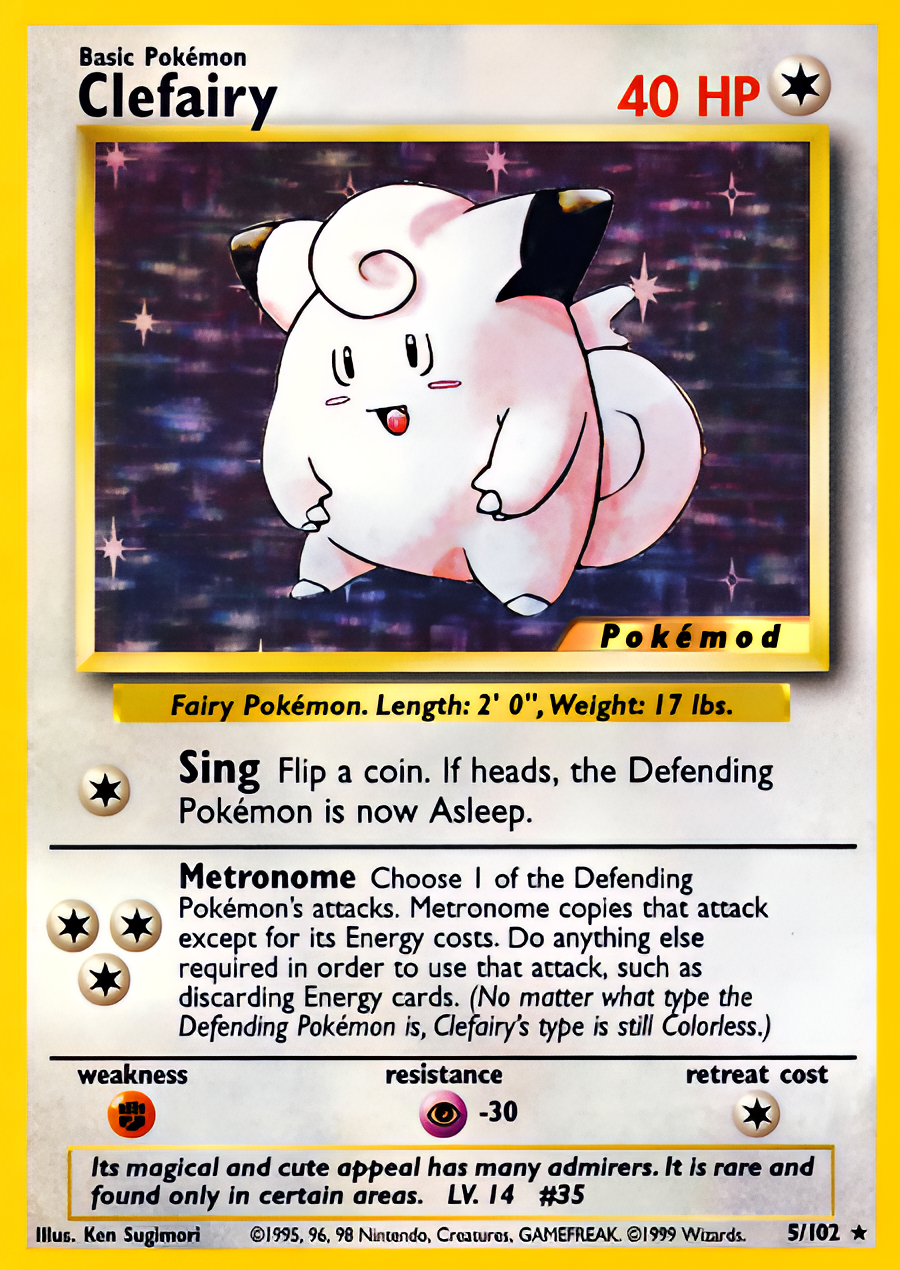 Basic Pokémon
Clefairy
40 HP
Pokémod
Fairy Pokémon. Length: 2' 0", Weight: 17 lbs.
Sing Flip a coin. If heads, the Defending
Pokémon is now Asleep.
Metronome Choose 1 of the Defending
Pokémon's attacks. Metronome copies that attack
except for its Energy costs. Do anything else
required in order to use that attack, such as
discarding Energy cards. (No matter what type the
Defending Pokémon is, Clefairy's type is still Colorless.)
weakness resistance retreat cost
-30
Its magical and cute appeal has many admirers. It is rare and
found only in certain areas. LV. 14 #35
Illus. Ken Sugimori ©1995, 96, 98 Nintendo, Creatures, GAMEFREAK. ©1999 Wizards. 5/102 ★